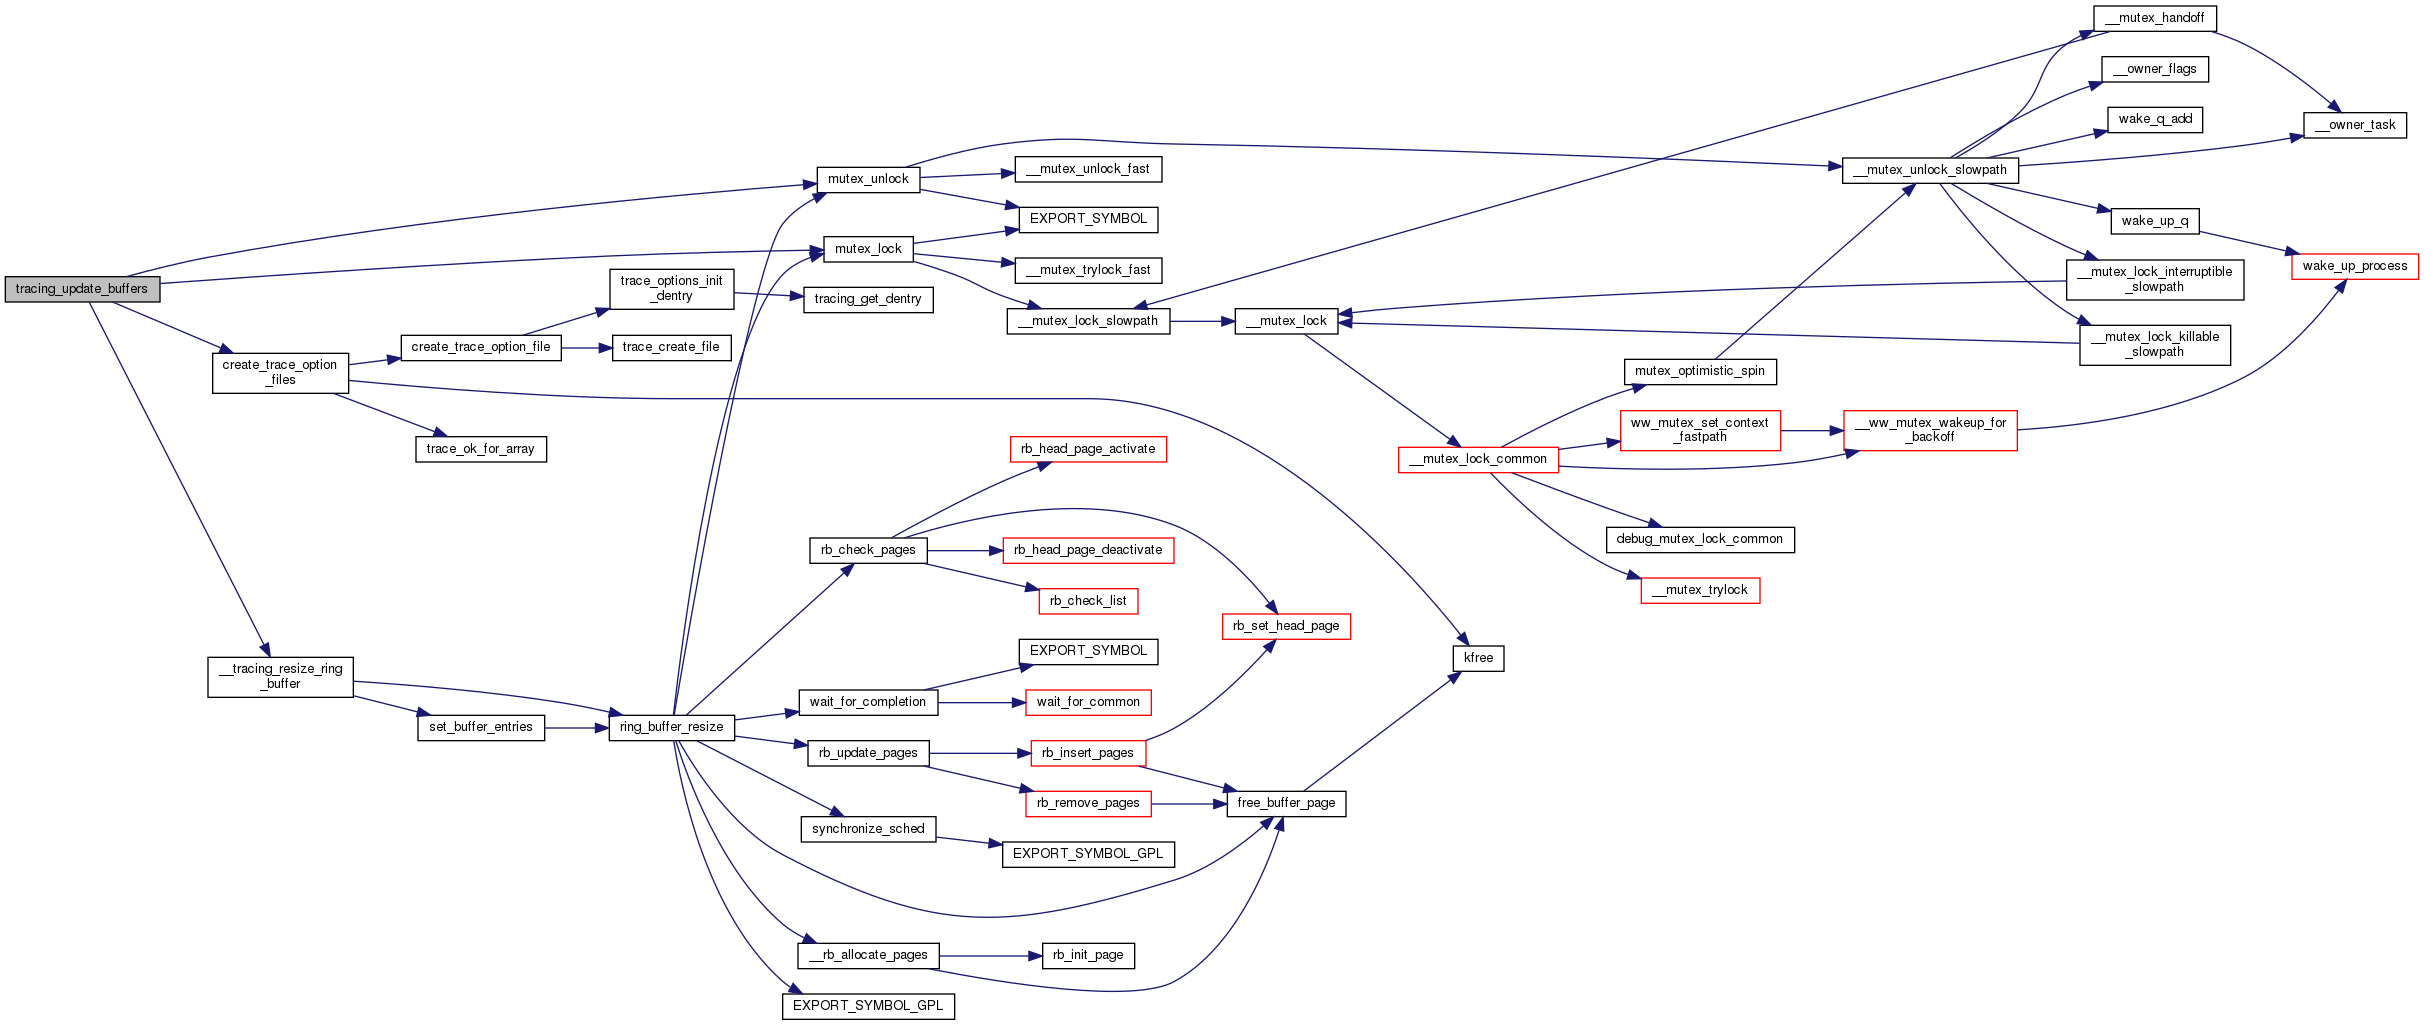 tracing_update_buffers
mutex_unlock
mutex_lock
create_trace_option
_files
__tracing_resize_ring
_buffer
trace_options_init
_dentry
tracing_get_dentry
create_trace_option_file
trace_create_file
trace_ok_for_array
set_buffer_entries
ring_buffer_resize
__mutex_unlock_fast
EXPORT_SYMBOL
__mutex_trylock_fast
__mutex_lock_slowpath
__mutex_lock
rb_head_page_activate
rb_check_pages
rb_head_page_deactivate
rb_check_list
rb_set_head_page
EXPORT_SYMBOL
wait_for_completion
wait_for_common
rb_update_pages
rb_insert_pages
rb_remove_pages
free_buffer_page
kfree
synchronize_sched
EXPORT_SYMBOL_GPL
__rb_allocate_pages
rb_init_page
EXPORT_SYMBOL_GPL
__mutex_lock_common
mutex_optimistic_spin
ww_mutex_set_context
_fastpath
__ww_mutex_wakeup_for
_backoff
debug_mutex_lock_common
__mutex_trylock
__mutex_unlock_slowpath
__mutex_handoff
__owner_flags
wake_q_add
__owner_task
wake_up_q
wake_up_process
__mutex_lock_interruptible
_slowpath
__mutex_lock_killable
_slowpath